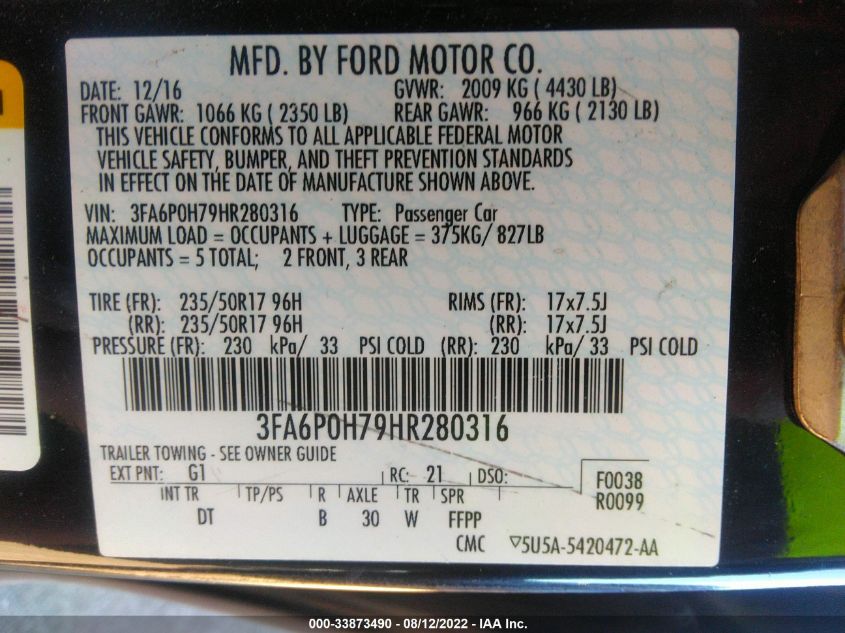 MFD. BY FORD MOTOR CO.
DATE: 12/16 GVWR: 2009 KG ( 4430 LB)
FRONT GAWR: 1066 KG ( 2350 LB) REAR GAWR: 966 KG ( 2130 LB)
THIS VEHICLE CONFORMS TO ALL APPLICABLE FEDERAL MOTOR
VEHICLE SAFETY, BUMPER, AND THEFT PREVENTION STANDARDS
IN EFFECT ON THE DATE OF MANUFACTURE SHOWN ABOVE.
VIN: 3FA6P0H79HR280316 TYPE: Passenger Car
MAXIMUM LOAD = OCCUPANTS + LUGGAGE = 375KG/ 827LB
OCCUPANTS = 5 TOTAL; 2 FRONT, 3 REAR
TIRE (FR): 235/50R17 96H RIMS (FR): 17x7.5J
(RR): 235/50R17 96H (RR): 17x7.5J
PRESSURE (FR): 230 kPa/ 33 PSI COLD (RR): 230 kPa/ 33 PSI COLD
3FA6P0H79HR280316
TRAILER TOWING - SEE OWNER GUIDE
EXT PNT: G1 RC: 21 DSO: F0038
R0099
INT TR TP/PS R AXLE TR SPR
DT B 30 W FFPP
CMC ▽5U5A-5420472-AA
000-33873490 - 08/12/2022 - IAA Inc.